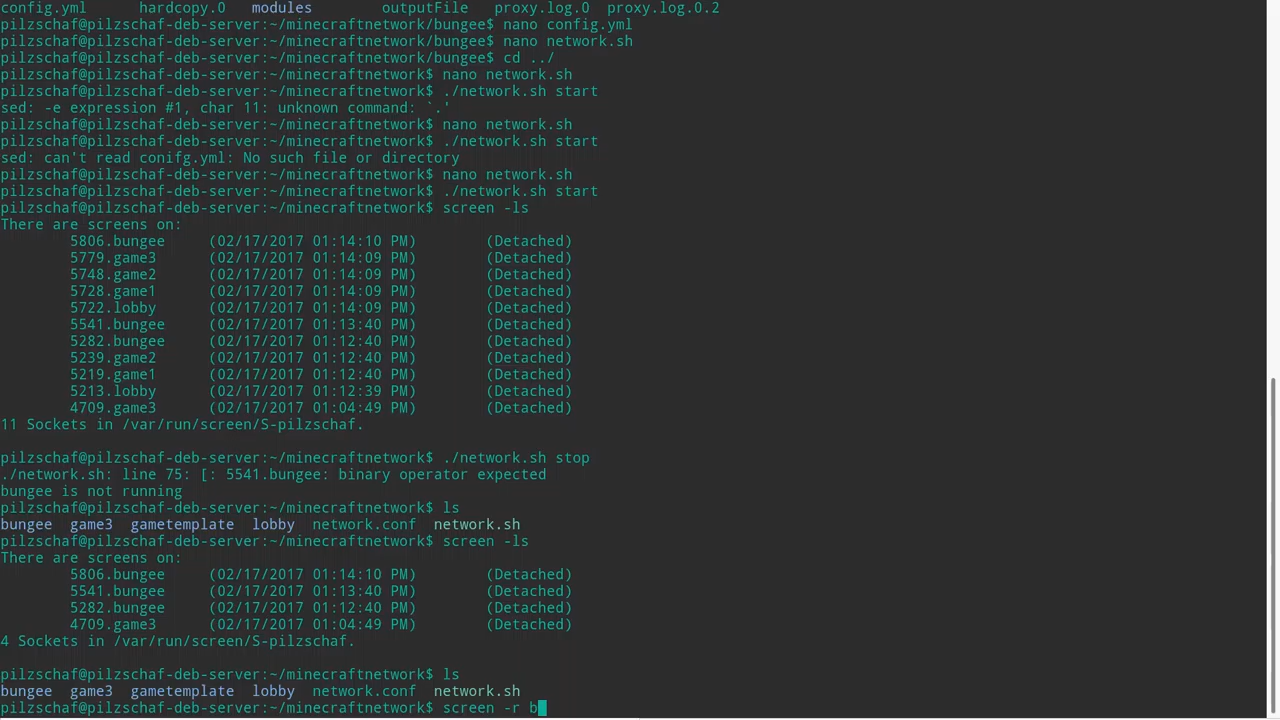 config.yml      hardcopy.0   modules        outputFile   proxy.log.0  proxy.log.0.2
pilzschaf@pilzschaf-deb-server:~/minecraftnetwork/bungee$ nano config.yml
pilzschaf@pilzschaf-deb-server:~/minecraftnetwork/bungee$ nano network.sh
pilzschaf@pilzschaf-deb-server:~/minecraftnetwork/bungee$ cd ../
pilzschaf@pilzschaf-deb-server:~/minecraftnetwork$ nano network.sh
pilzschaf@pilzschaf-deb-server:~/minecraftnetwork$ ./network.sh start
sed: -e expression #1, char 11: unknown command: `.'
pilzschaf@pilzschaf-deb-server:~/minecraftnetwork$ nano network.sh
pilzschaf@pilzschaf-deb-server:~/minecraftnetwork$ ./network.sh start
sed: can't read conifg.yml: No such file or directory
pilzschaf@pilzschaf-deb-server:~/minecraftnetwork$ nano network.sh
pilzschaf@pilzschaf-deb-server:~/minecraftnetwork$ ./network.sh start
pilzschaf@pilzschaf-deb-server:~/minecraftnetwork$ screen -ls
There are screens on:
        5806.bungee     (02/17/2017 01:14:10 PM)        (Detached)
        5779.game3      (02/17/2017 01:14:09 PM)        (Detached)
        5748.game2      (02/17/2017 01:14:09 PM)        (Detached)
        5728.game1      (02/17/2017 01:14:09 PM)        (Detached)
        5722.lobby      (02/17/2017 01:14:09 PM)        (Detached)
        5541.bungee     (02/17/2017 01:13:40 PM)        (Detached)
        5282.bungee     (02/17/2017 01:12:40 PM)        (Detached)
        5239.game2      (02/17/2017 01:12:40 PM)        (Detached)
        5219.game1      (02/17/2017 01:12:40 PM)        (Detached)
        5213.lobby      (02/17/2017 01:12:39 PM)        (Detached)
        4709.game3      (02/17/2017 01:04:49 PM)        (Detached)
11 Sockets in /var/run/screen/S-pilzschaf.
pilzschaf@pilzschaf-deb-server:~/minecraftnetwork$ ./network.sh stop
./network.sh: line 75: [: 5541.bungee: binary operator expected
bungee is not running
pilzschaf@pilzschaf-deb-server:~/minecraftnetwork$ ls
bungee  game3  gametemplate  lobby  network.conf  network.sh
pilzschaf@pilzschaf-deb-server:~/minecraftnetwork$ screen -ls
There are screens on:
        5806.bungee     (02/17/2017 01:14:10 PM)        (Detached)
        5541.bungee     (02/17/2017 01:13:40 PM)        (Detached)
        5282.bungee     (02/17/2017 01:12:40 PM)        (Detached)
        4709.game3      (02/17/2017 01:04:49 PM)        (Detached)
4 Sockets in /var/run/screen/S-pilzschaf.
pilzschaf@pilzschaf-deb-server:~/minecraftnetwork$ ls
bungee  game3  gametemplate  lobby  network.conf  network.sh
pilzschaf@pilzschaf-deb-server:~/minecraftnetwork$ screen -r b